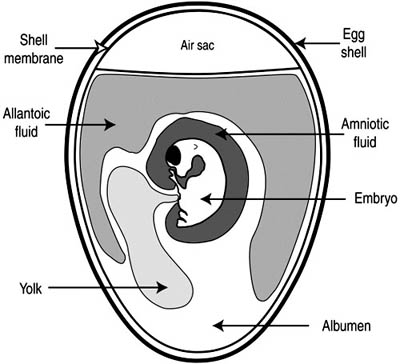 Shell
membrane
Air sac
Egg
shell
Allantoic
fluid
Amniotic
fluid
Embryo
Yolk
Albumen